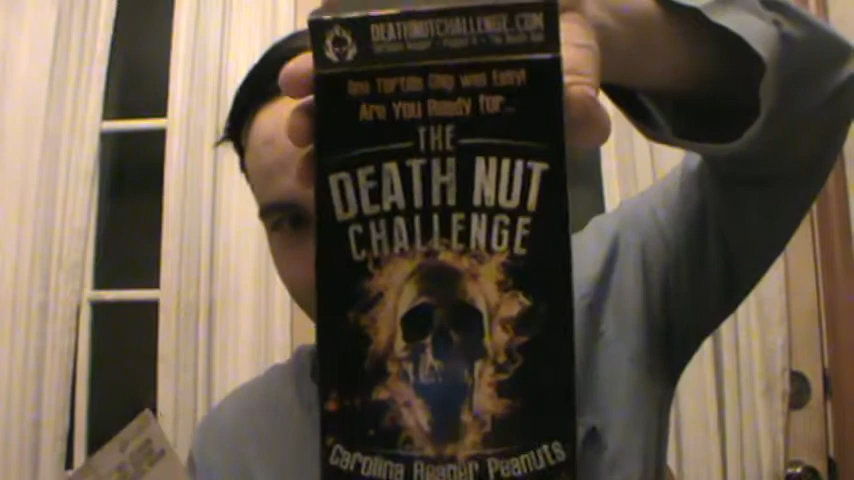 DEATHNUTCHALLENGE.COM
One Tortilla Chip was Easy!
Are You Ready for...
THE
DEATH NUT
CHALLENGE
Carolina Reaper Peanuts